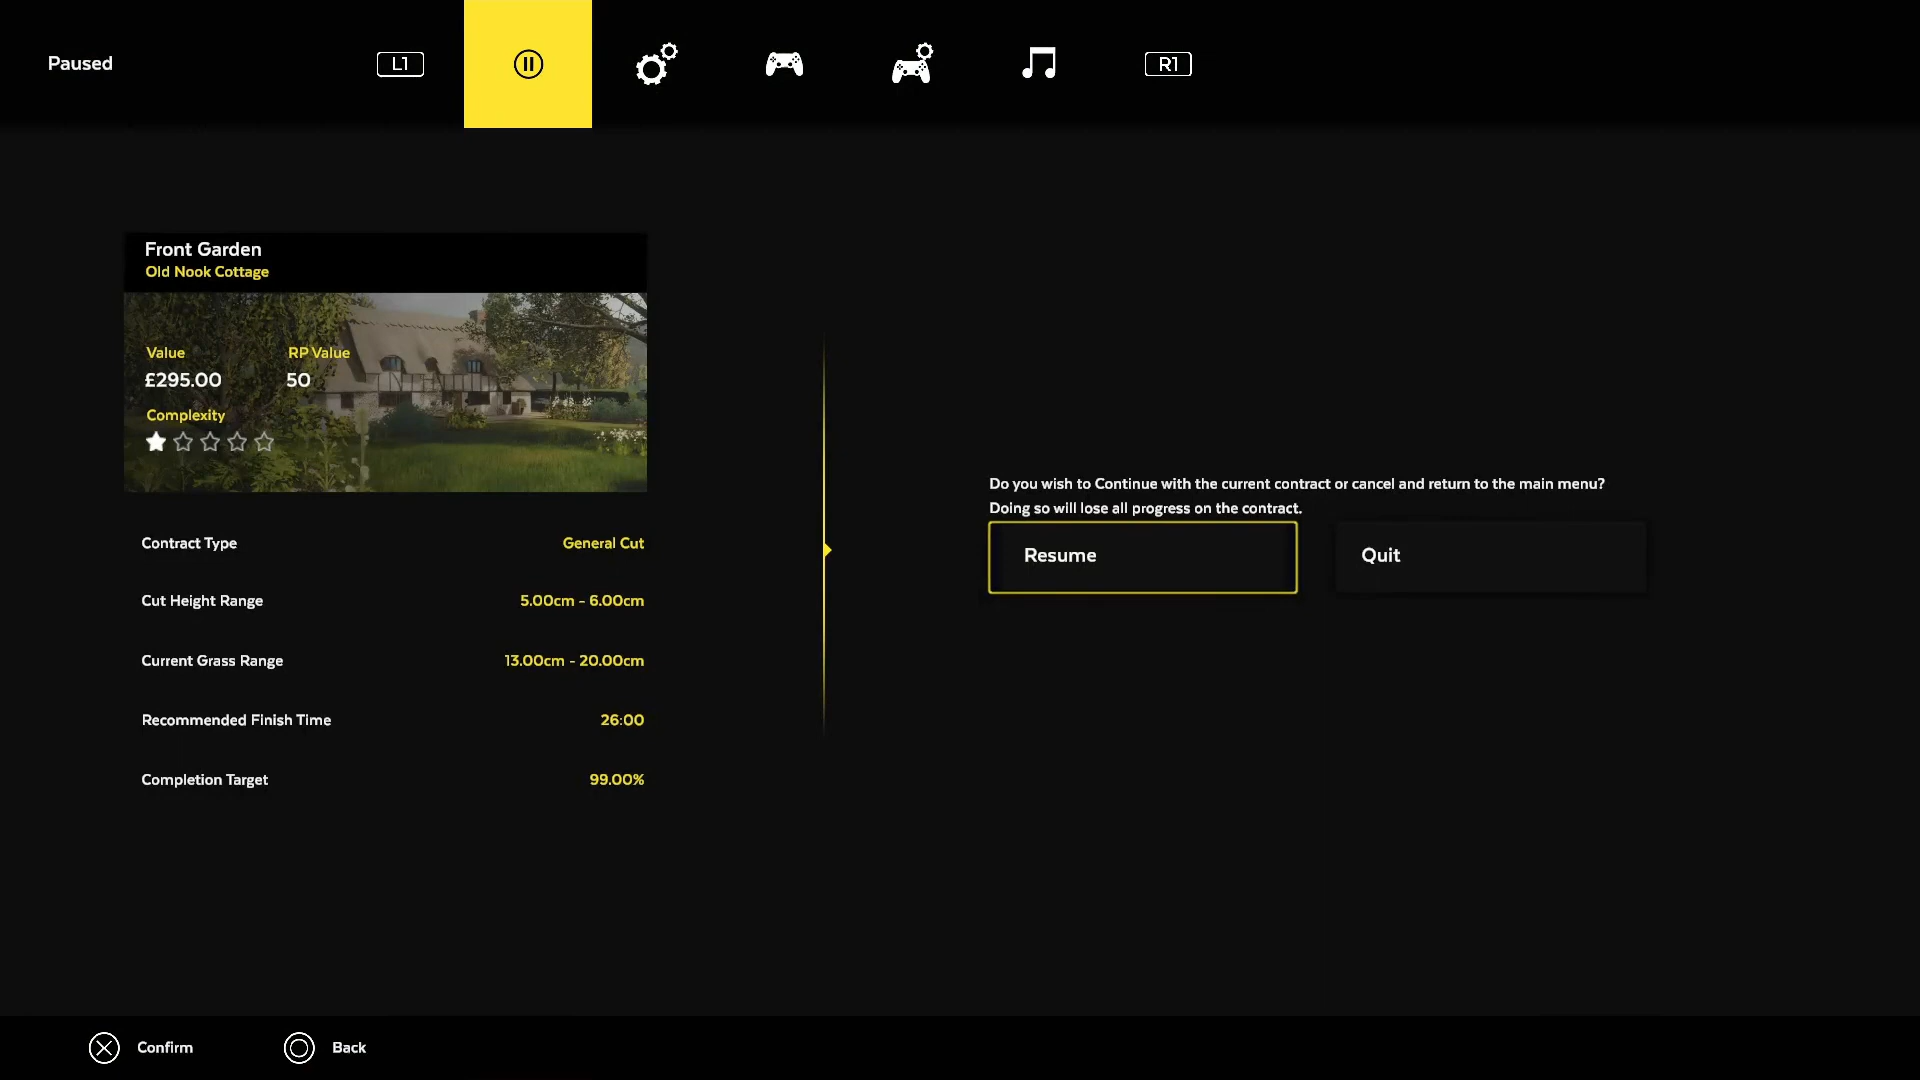 Paused
L1
R1
Front Garden
Old Nook Cottage
Value
RP Value
£295.00
50
Complexity
Contract Type
General Cut
Cut Height Range
5.00cm - 6.00cm
Current Grass Range
13.00cm - 20.00cm
Recommended Finish Time
26:00
Completion Target
99.00%
Do you wish to Continue with the current contract or cancel and return to the main menu?
Doing so will lose all progress on the contract.
Resume
Quit
Confirm
Back